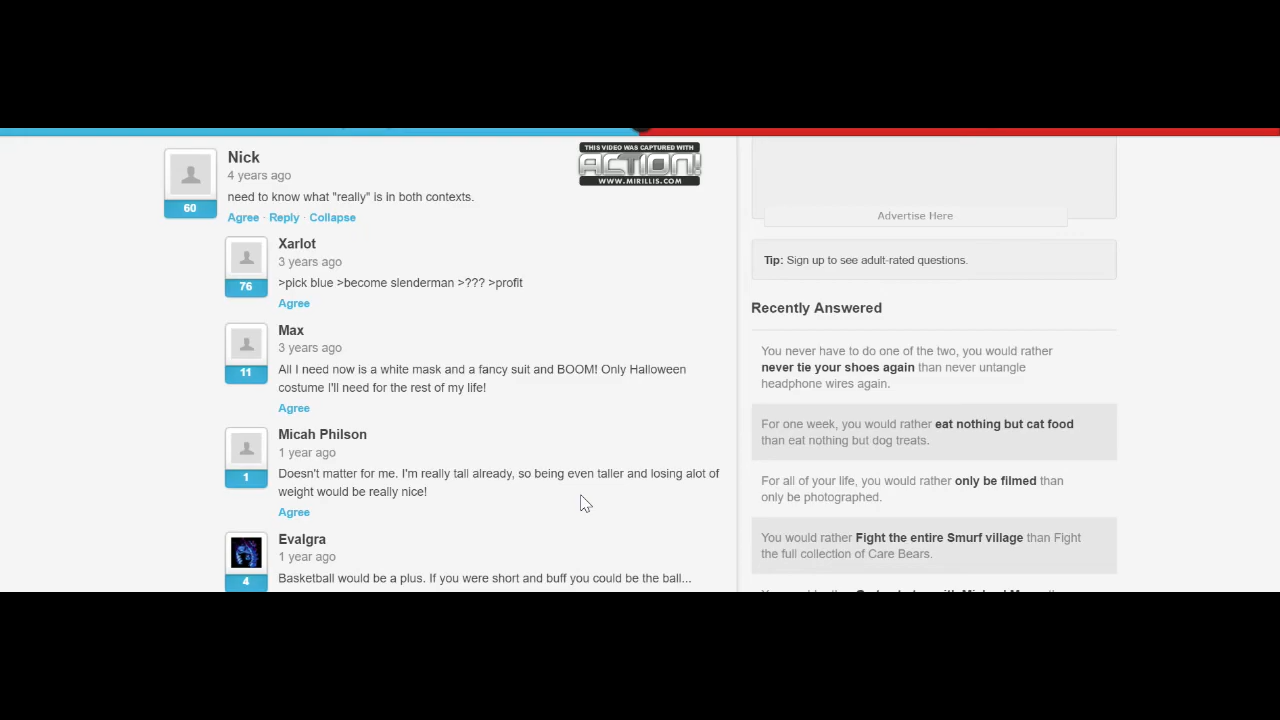 Nick
4 years ago
60
need to know what "really" is in both contexts.
Agree · Reply · Collapse
THIS VIDEO WAS CAPTURED WITH
ACTION!
WWW.MIRILLIS.COM
Xarlot
3 years ago
76
>pick blue >become slenderman >??? >profit
Agree
Max
3 years ago
11
All I need now is a white mask and a fancy suit and BOOM! Only Halloween
costume I'll need for the rest of my life!
Agree
Micah Philson
1 year ago
1
Doesn't matter for me. I'm really tall already, so being even taller and losing alot of
weight would be really nice!
Agree
Evalgra
1 year ago
4
Basketball would be a plus. If you were short and buff you could be the ball...
Advertise Here
Tip: Sign up to see adult-rated questions.
Recently Answered
You never have to do one of the two, you would rather
never tie your shoes again than never untangle
headphone wires again.
For one week, you would rather eat nothing but cat food
than eat nothing but dog treats.
For all of your life, you would rather only be filmed than
only be photographed.
You would rather Fight the entire Smurf village than Fight
the full collection of Care Bears.